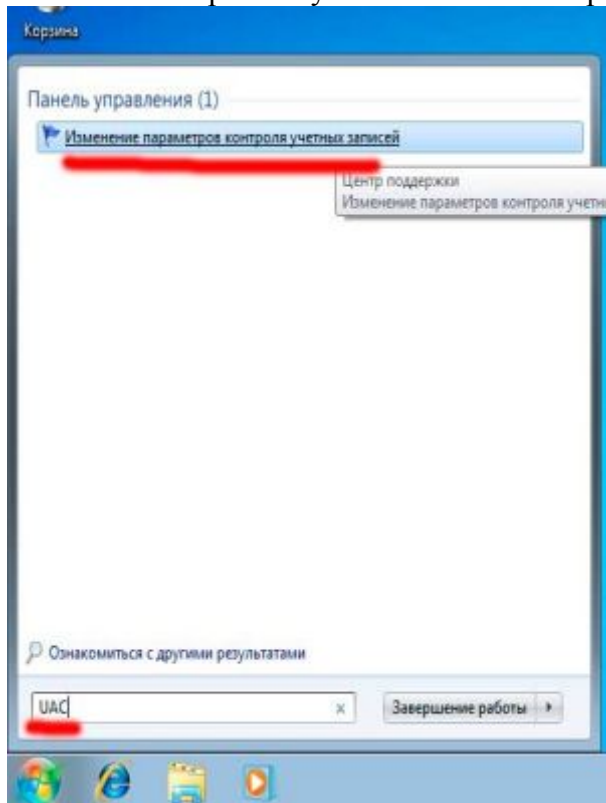 Корзина
Панель управления (1)
Изменение параметров контроля учетных записей
Центр поддержки
Изменение параметров контроля
Ознакомиться с другими результатами
UAC
Завершение работы